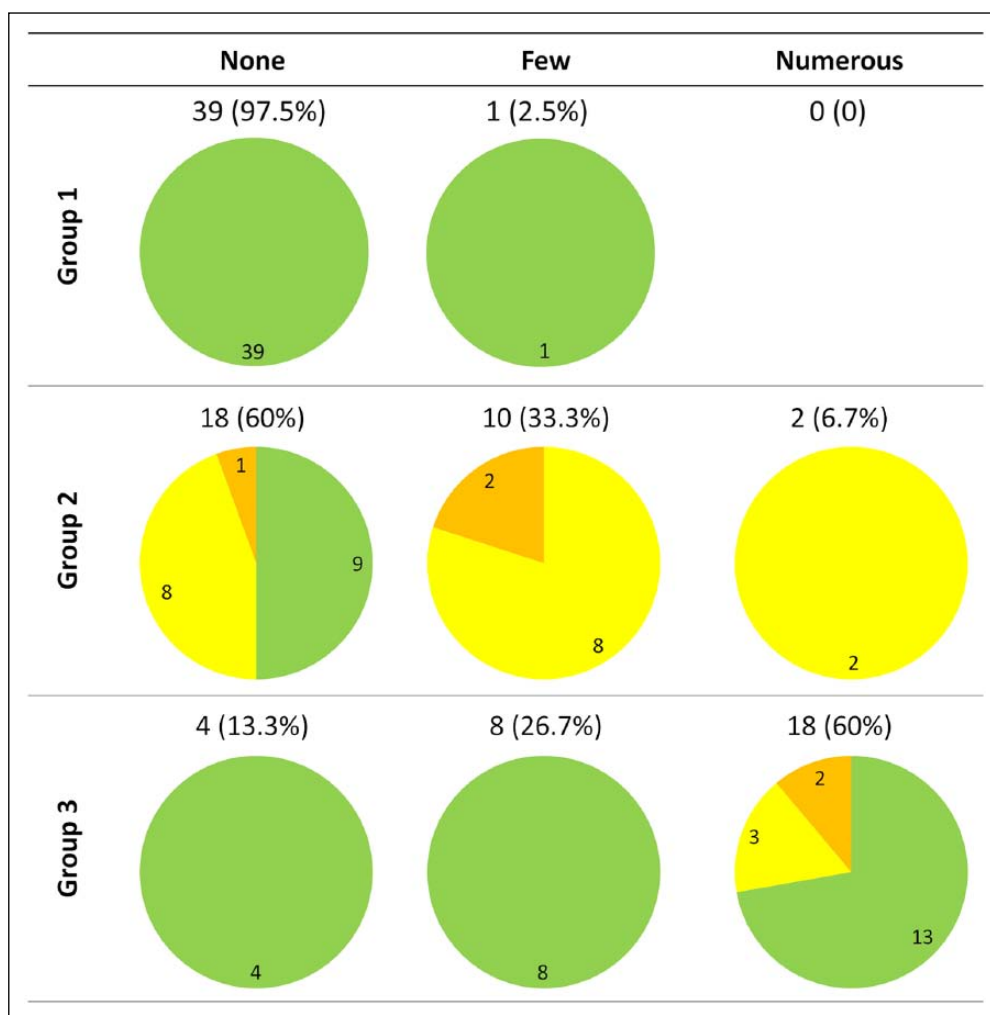 None Few Numerous
39 (97.5%) 1 (2.5%) 0 (0)
Group 1
39 1
18 (60%) 10 (33.3%) 2 (6.7%)
Group 2
1 2
9
8
8
2
4 (13.3%) 8 (26.7%) 18 (60%)
Group 3
2
3
13
4 8